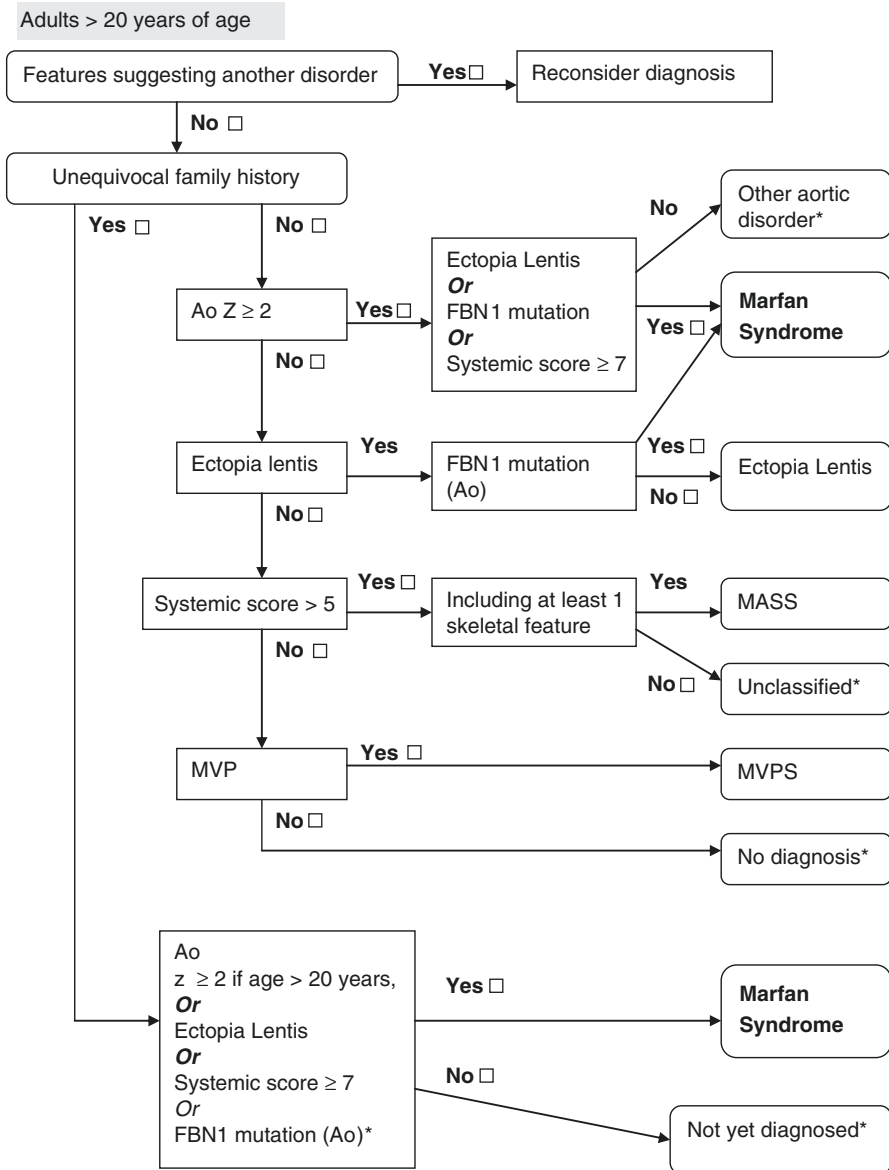 Adults > 20 years of age
Features suggesting another disorder
Yes □
Reconsider diagnosis
No □
Unequivocal family history
Yes □
No □
Ao Z ≥ 2
Yes □
Ectopia Lentis
Or
FBN1 mutation
Or
Systemic score ≥ 7
No
Other aortic
disorder*
Yes □
Marfan
Syndrome
No □
Ectopia lentis
Yes
FBN1 mutation
(Ao)
Yes □
No □
Ectopia Lentis
No □
Systemic score > 5
Yes □
Including at least 1
skeletal feature
Yes
MASS
No □
Unclassified*
No □
MVP
Yes □
MVPS
No □
No diagnosis*
Ao
z ≥ 2 if age > 20 years,
Or
Ectopia Lentis
Or
Systemic score ≥ 7
Or
FBN1 mutation (Ao)*
Yes □
Marfan
Syndrome
No □
Not yet diagnosed*